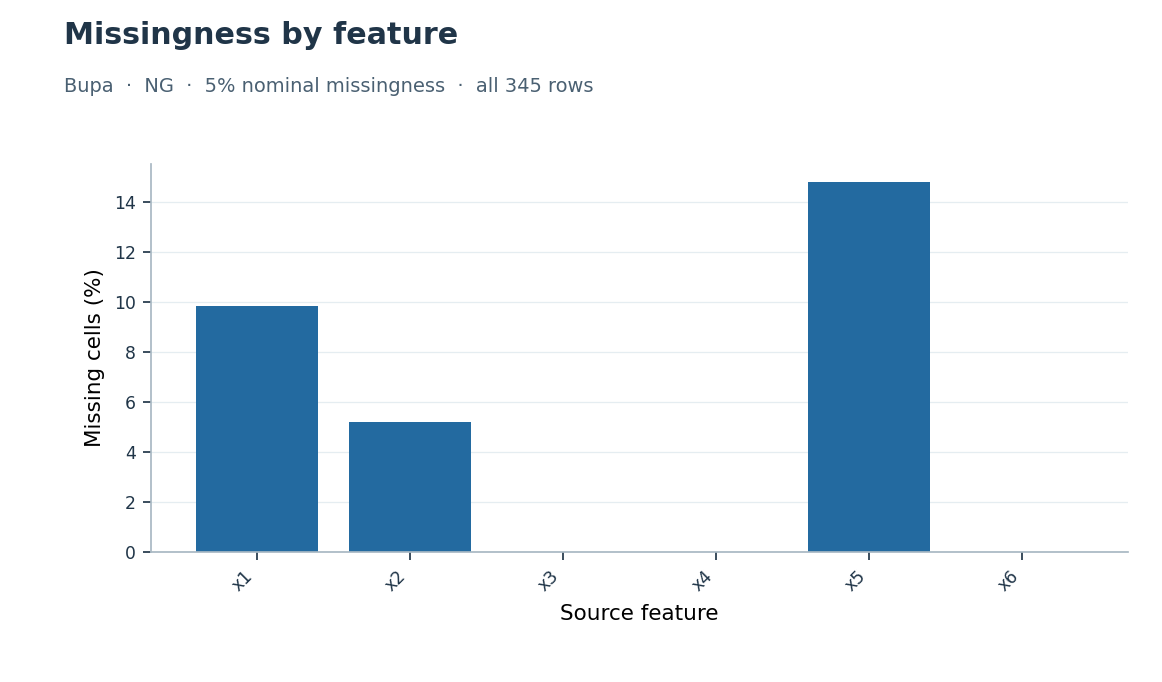 Missingness by feature
Bupa · NG · 5% nominal missingness · all 345 rows
14
12
10
8
6
4
2
0
Missing cells (%)
x1 x2 x3 x4 x5 x6
Source feature